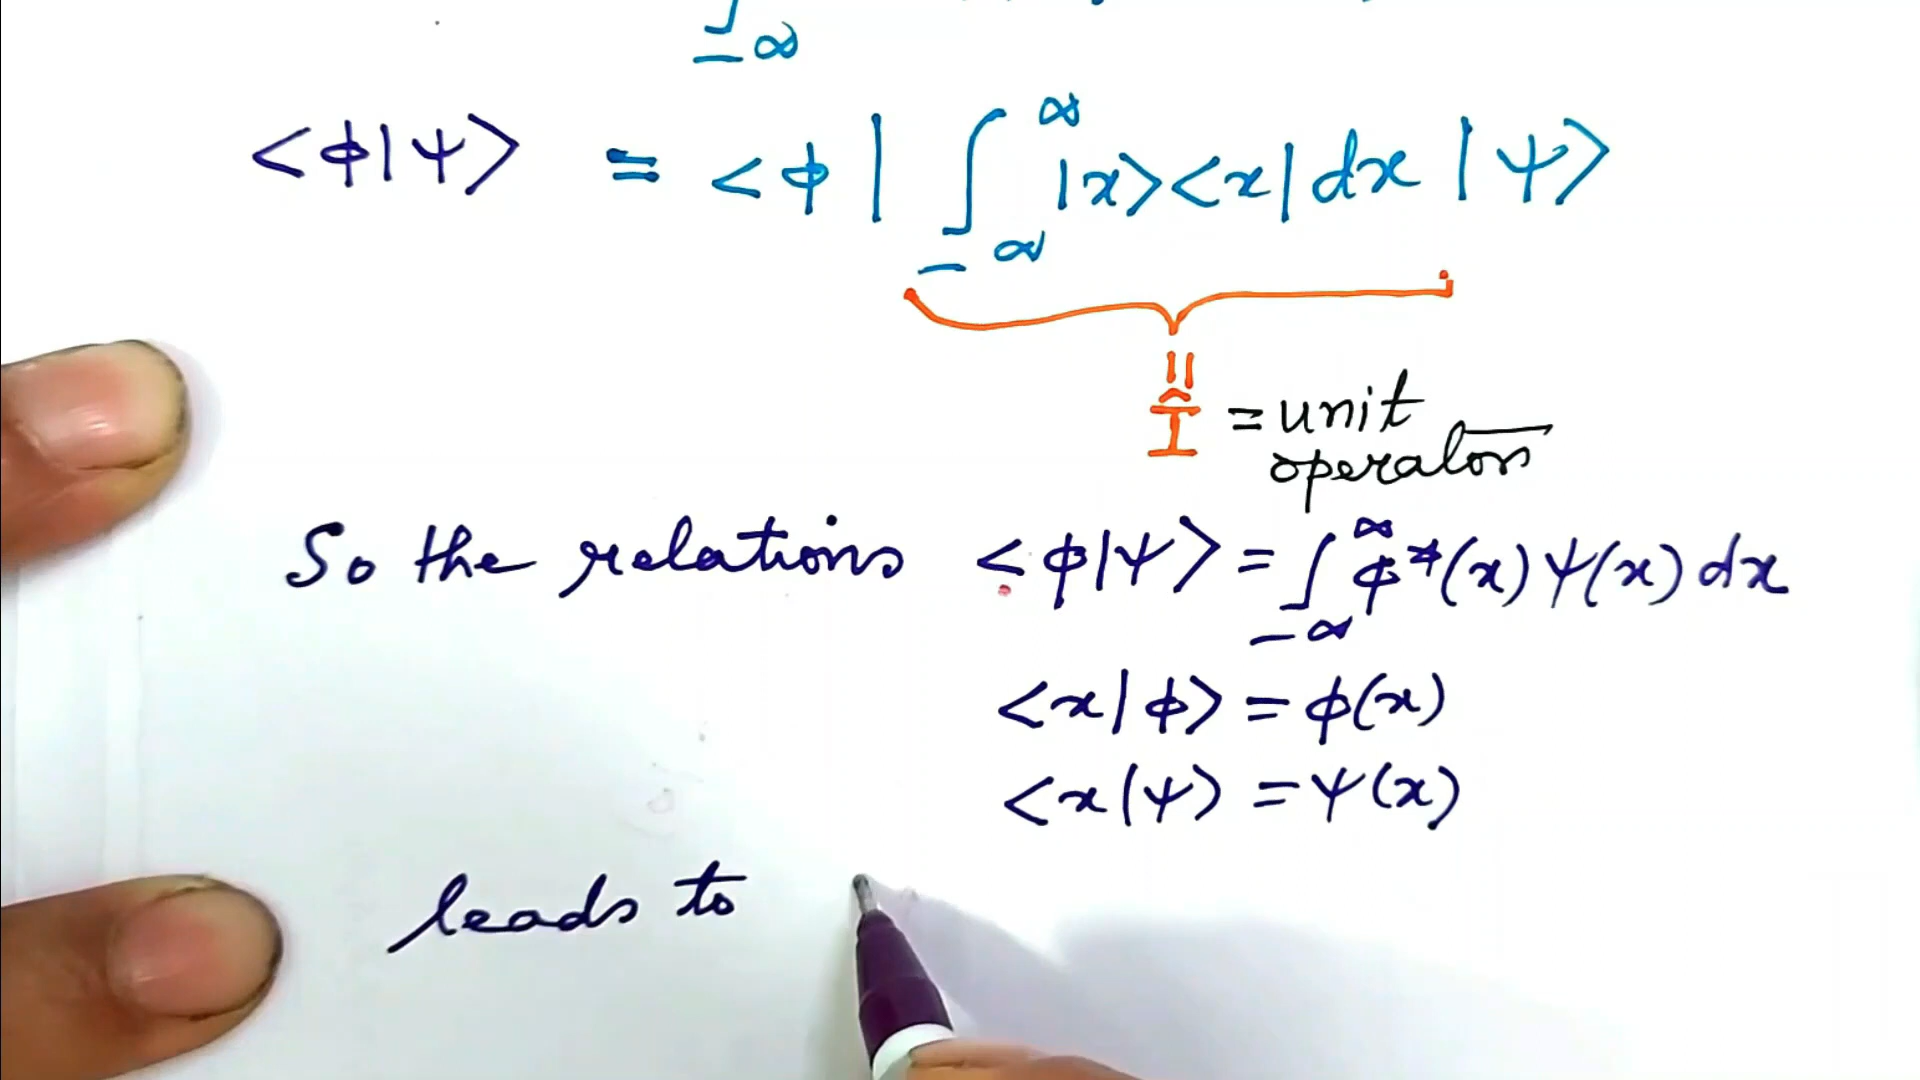 -∞
<ϕ|ψ> = <ϕ| ∫_{-∞}^{∞} |x><x| dx |ψ>
=
Î = unit
operator
So the relations <ϕ|ψ> = ∫_{-∞}^{∞} ϕ*(x) ψ(x) dx
<x|ϕ> = ϕ(x)
<x|ψ> = ψ(x)
leads to